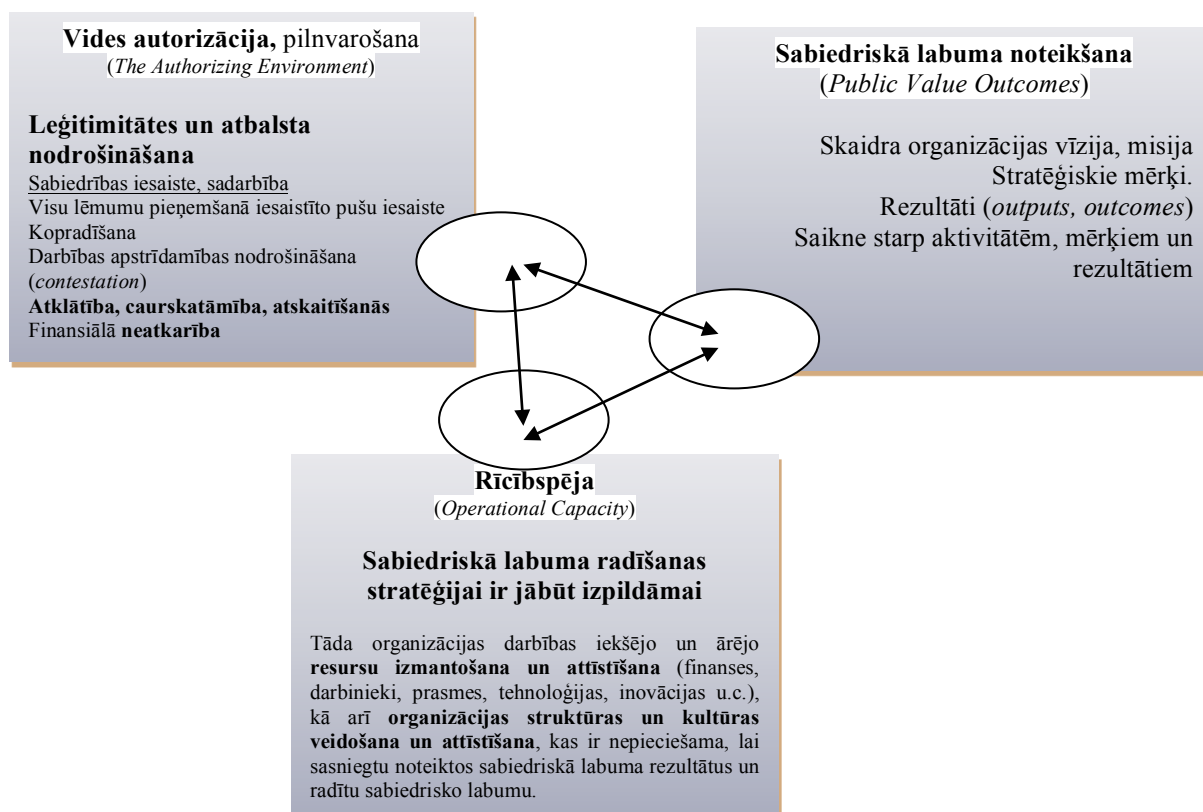 Vides autorizācija, pilnvarošana
(The Authorizing Environment)
Leģitimitātes un atbalsta
nodrošināšana
Sabiedrības iesaiste, sadarbība
Visu lēmumu pieņemšanā iesaistīto pušu iesaiste
Kopradīšana
Darbības apstrīdamības nodrošināšana
(contestation)
Atklātība, caurskatāmība, atskaitīšanās
Finansiālā neatkarība
Sabiedriskā labuma noteikšana
(Public Value Outcomes)
Skaidra organizācijas vīzija, misija
Stratēģiskie mērķi.
Rezultāti (outputs, outcomes)
Saikne starp aktivitātēm, mērķiem un
rezultātiem
Rīcībspēja
(Operational Capacity)
Sabiedriskā labuma radīšanas
stratēģijai ir jābūt izpildāmai
Tāda organizācijas darbības iekšējo un ārējo
resursu izmantošana un attīstīšana (finanses,
darbinieki, prasmes, tehnoloģijas, inovācijas u.c.),
kā arī organizācijas struktūras un kultūras
veidošana un attīstīšana, kas ir nepieciešama, lai
sasniegtu noteiktos sabiedriskā labuma rezultātus un
radītu sabiedrisko labumu.